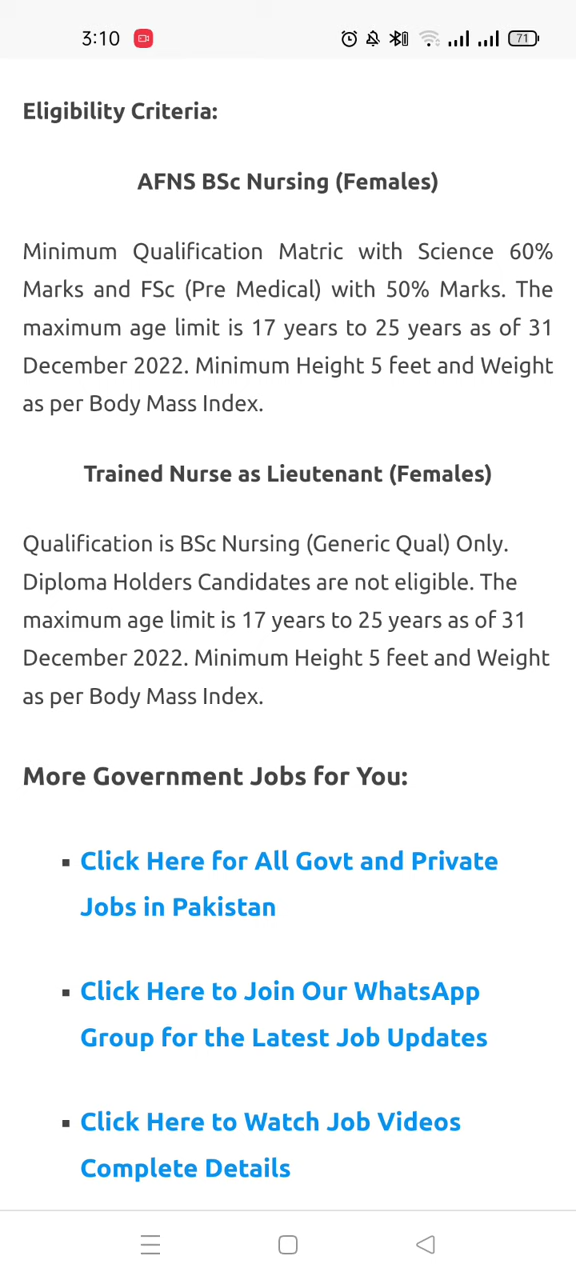 3:10
71
Eligibility Criteria:
AFNS BSc Nursing (Females)
Minimum Qualification Matric with Science 60%
Marks and FSc (Pre Medical) with 50% Marks. The
maximum age limit is 17 years to 25 years as of 31
December 2022. Minimum Height 5 feet and Weight
as per Body Mass Index.
Trained Nurse as Lieutenant (Females)
Qualification is BSc Nursing (Generic Qual) Only.
Diploma Holders Candidates are not eligible. The
maximum age limit is 17 years to 25 years as of 31
December 2022. Minimum Height 5 feet and Weight
as per Body Mass Index.
More Government Jobs for You:
▪ Click Here for All Govt and Private
Jobs in Pakistan
▪ Click Here to Join Our WhatsApp
Group for the Latest Job Updates
▪ Click Here to Watch Job Videos
Complete Details